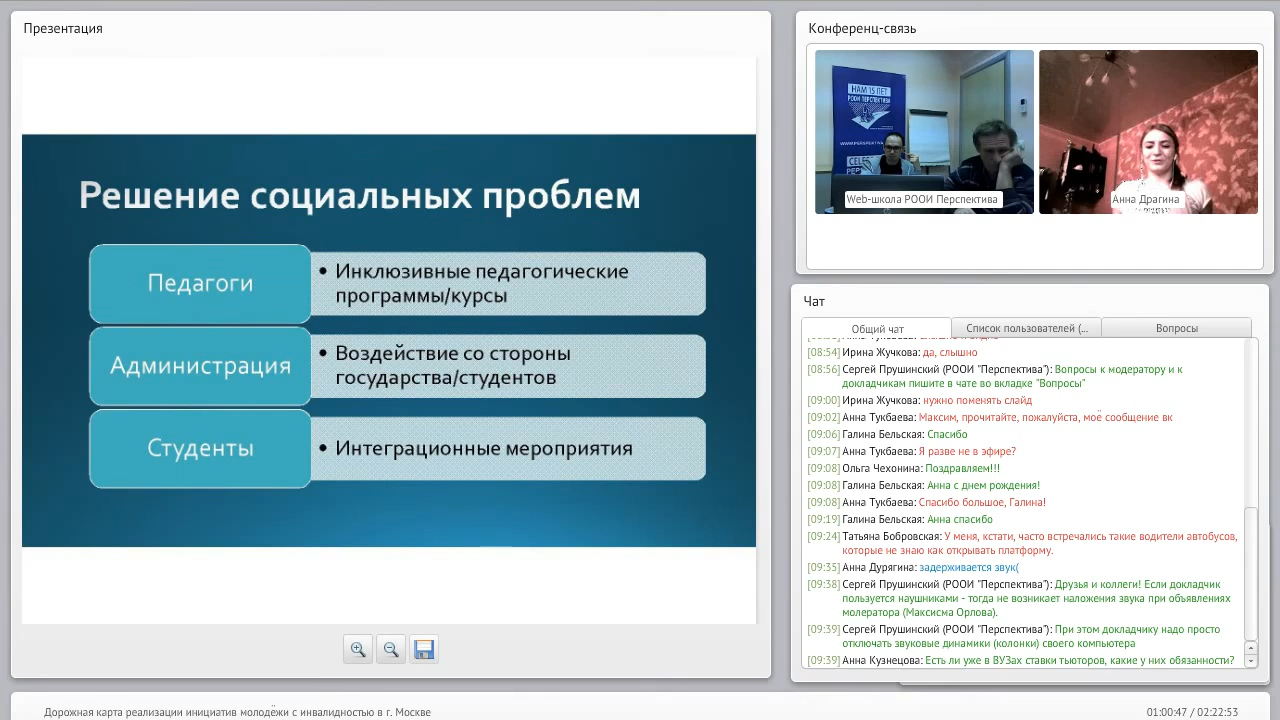 Презентация
Решение социальных проблем
Педагоги
• Инклюзивные педагогические
программы/курсы
Администрация
• Воздействие со стороны
государства/студентов
Студенты
• Интеграционные мероприятия
Конференц-связь
НАМ 15 ЛЕТ
РООИ ПЕРСПЕКТИВА
Web-школа РООИ Перспектива
Анна Драгина
Чат
Общий чат
Список пользователей (...
Вопросы
[08:54] Ирина Жучкова: да, слышно
[08:56] Сергей Прушинский (РООИ "Перспектива"): Вопросы к модератору и к
докладчикам пишите в чате во вкладке "Вопросы"
[09:00] Ирина Жучкова: нужно поменять слайд
[09:02] Анна Тукбаева: Максим, прочитайте, пожалуйста, моё сообщение вк
[09:06] Галина Бельская: Спасибо
[09:07] Анна Тукбаева: Я разве не в эфире?
[09:08] Ольга Чехонина: Поздравляем!!!
[09:08] Галина Бельская: Анна с днем рождения!
[09:08] Анна Тукбаева: Спасибо большое, Галина!
[09:19] Галина Бельская: Анна спасибо
[09:24] Татьяна Бобровская: У меня, кстати, часто встречались такие водители автобусов,
которые не знаю как открывать платформу.
[09:35] Анна Дурягина: задерживается звук(
[09:38] Сергей Прушинский (РООИ "Перспектива"): Друзья и коллеги! Если докладчик
пользуется наушниками - тогда не возникает наложения звука при объявлениях
молератора (Максисма Орлова).
[09:39] Сергей Прушинский (РООИ "Перспектива"): При этом докладчику надо просто
отключать звуковые динамики (колонки) своего компьютера
[09:39] Анна Кузнецова: Есть ли уже в ВУЗах ставки тьюторов, какие у них обязанности?
Дорожная карта реализации инициатив молодёжи с инвалидностью в г. Москве
01:00:47 / 02:22:53